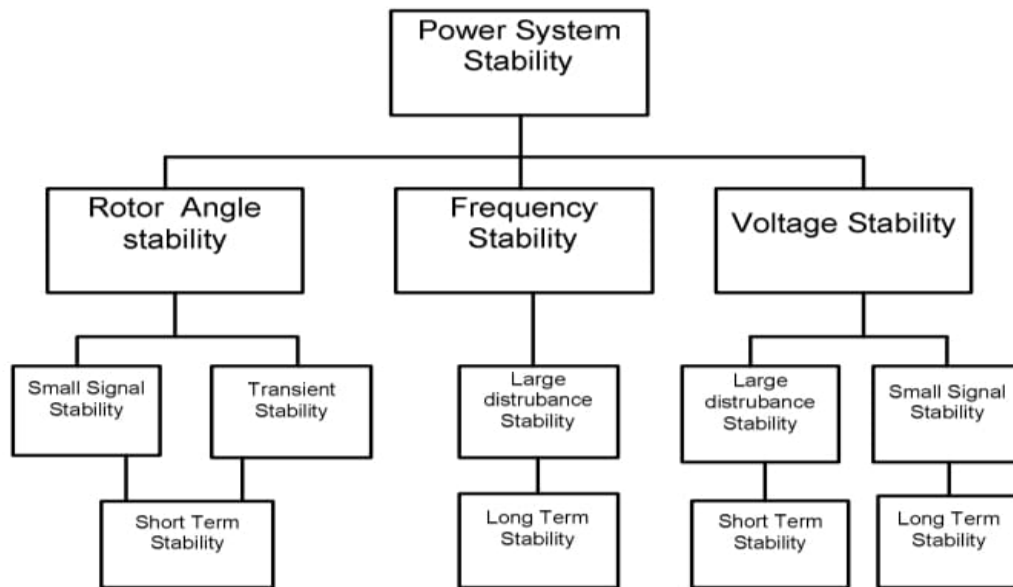 Power System
Stability
Rotor Angle
stability
Frequency
Stability
Voltage Stability
Small Signal
Stability
Transient
Stability
Large
distrubance
Stability
Large
distrubance
Stability
Small Signal
Stability
Short Term
Stability
Long Term
Stability
Short Term
Stability
Long Term
Stability